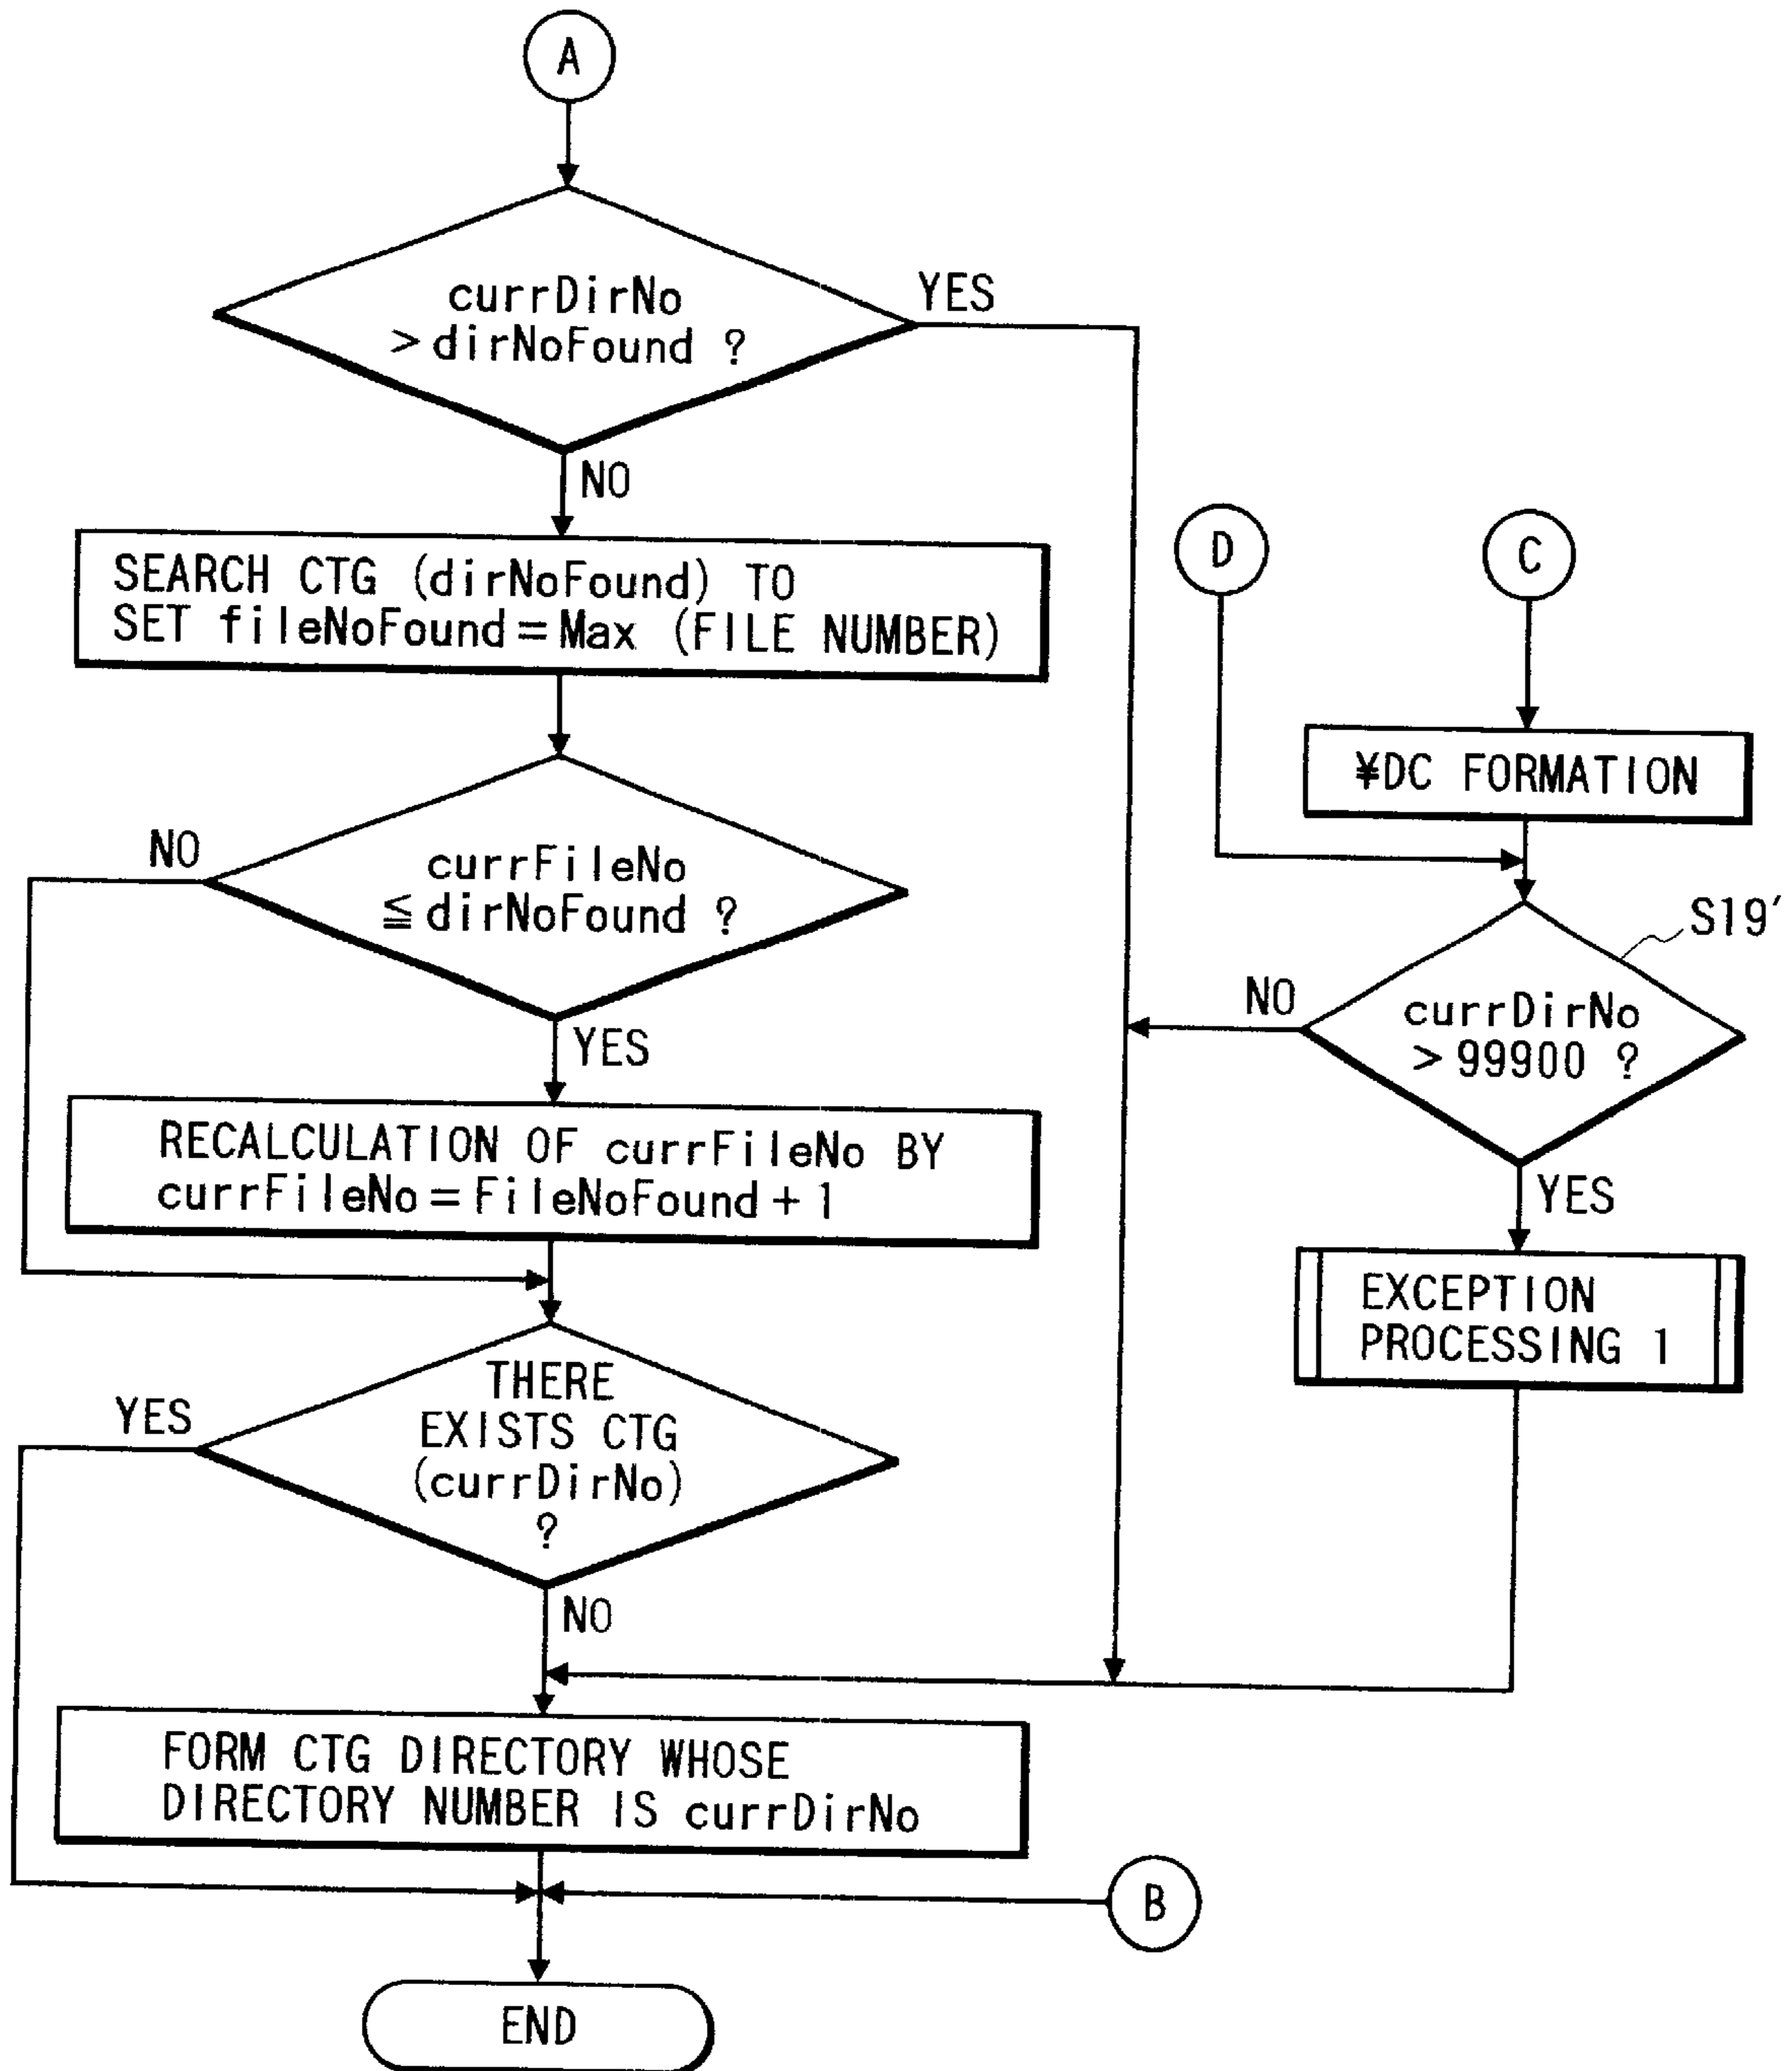 A
currDirNo
> dirNoFound ?
YES
NO
SEARCH CTG (dirNoFound) TO
SET fileNoFound = Max (FILE NUMBER)
D
C
¥DC FORMATION
NO
currFileNo
≦ dirNoFound ?
YES
S19'
NO
currDirNo
> 99900 ?
YES
RECALCULATION OF currFileNo BY
currFileNo = FileNoFound + 1
EXCEPTION
PROCESSING 1
YES
THERE
EXISTS CTG
(currDirNo)
?
NO
FORM CTG DIRECTORY WHOSE
DIRECTORY NUMBER IS currDirNo
B
END